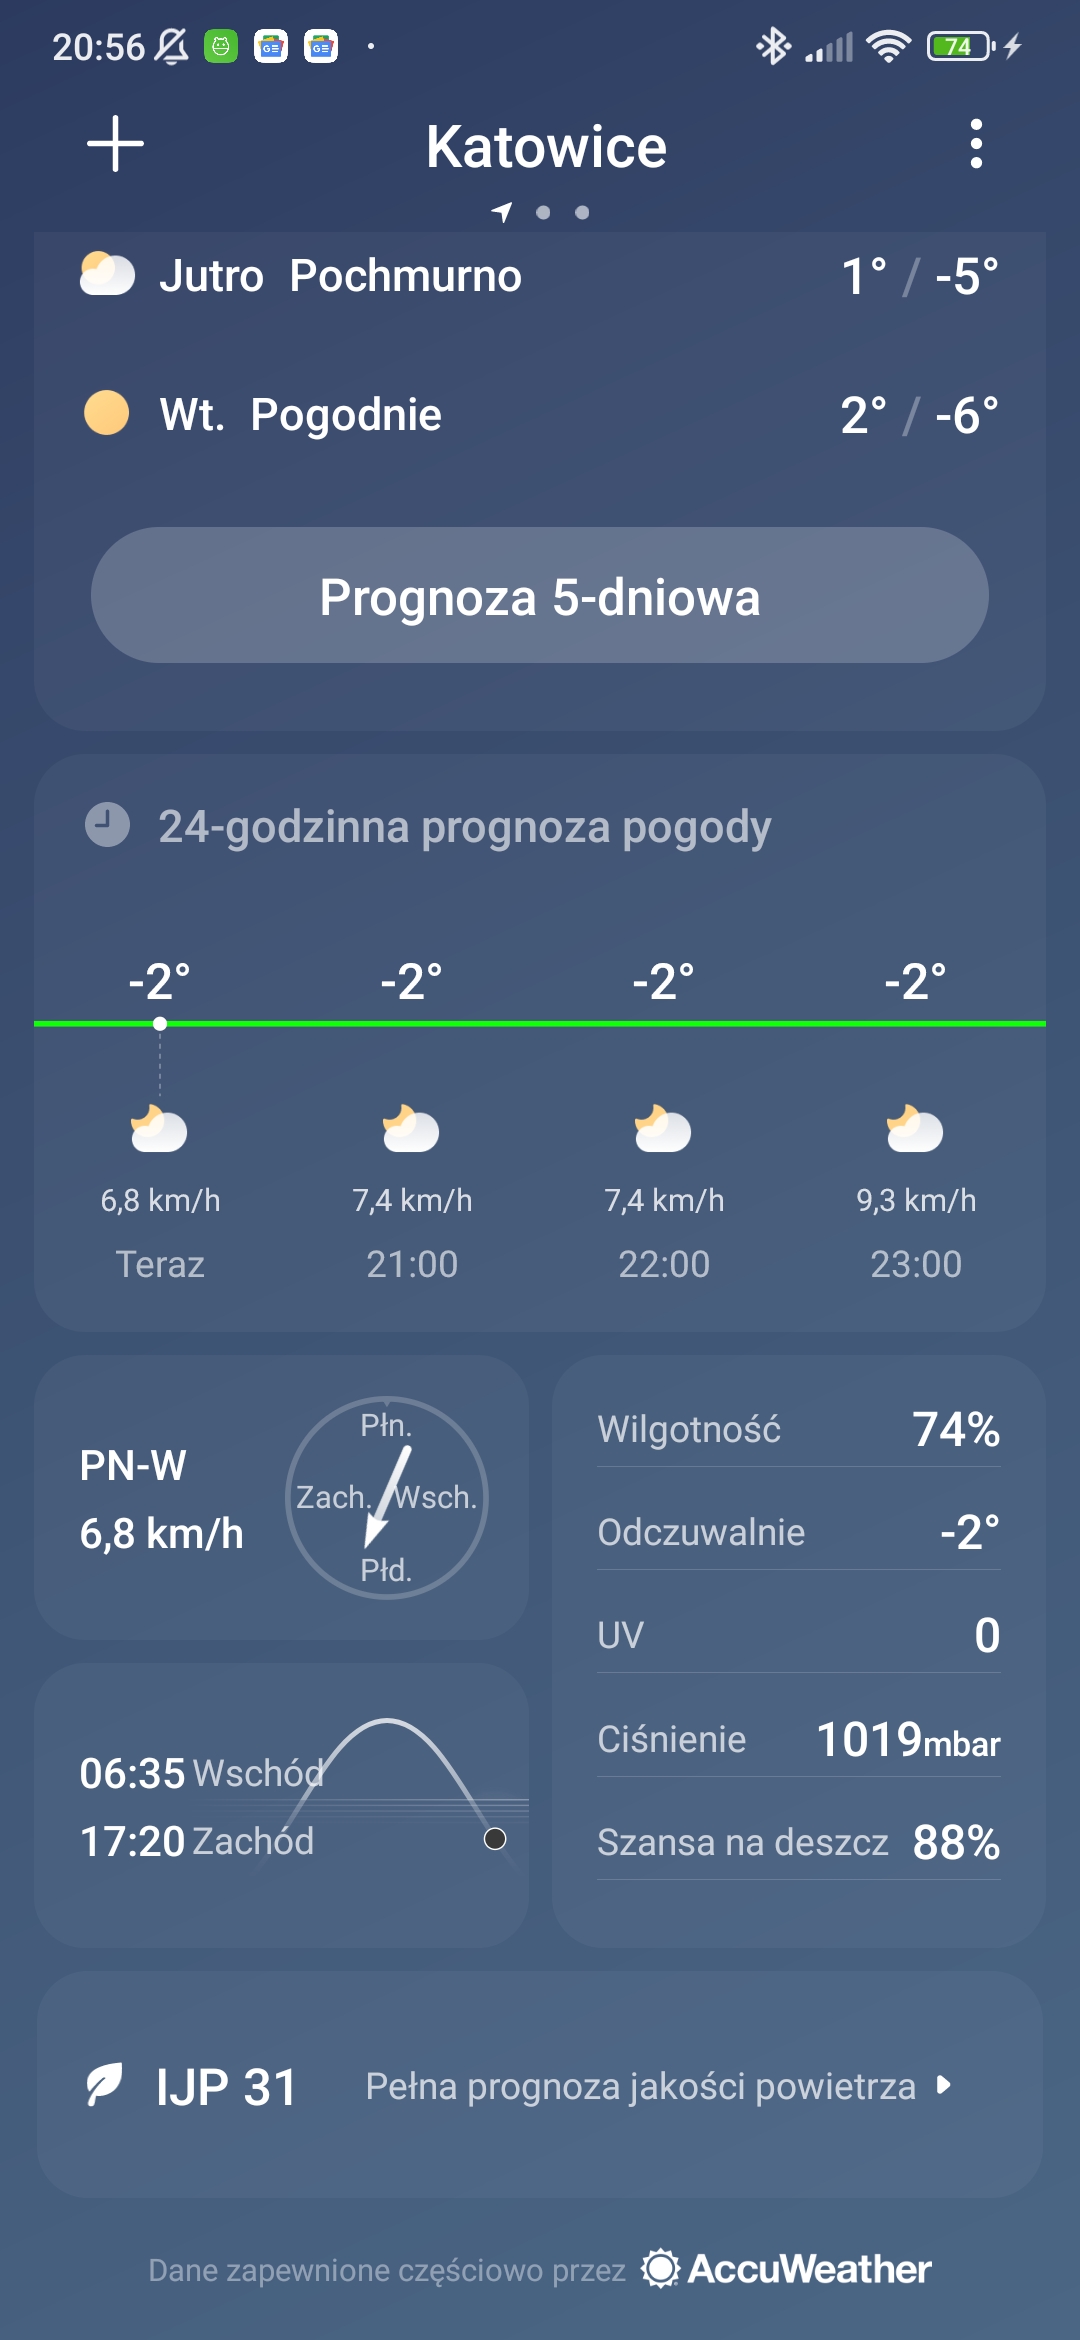 20:56
74
Katowice
Jutro Pochmurno 1° / -5°
Wt. Pogodnie 2° / -6°
Prognoza 5-dniowa
24-godzinna prognoza pogody
-2° -2° -2° -2°
6,8 km/h 7,4 km/h 7,4 km/h 9,3 km/h
Teraz 21:00 22:00 23:00
PN-W
6,8 km/h
Płn.
Zach. Wsch.
Płd.
Wilgotność 74%
Odczuwalnie -2°
UV 0
Ciśnienie 1019mbar
Szansa na deszcz 88%
06:35 Wschód
17:20 Zachód
IJP 31 Pełna prognoza jakości powietrza
Dane zapewnione częściowo przez AccuWeather